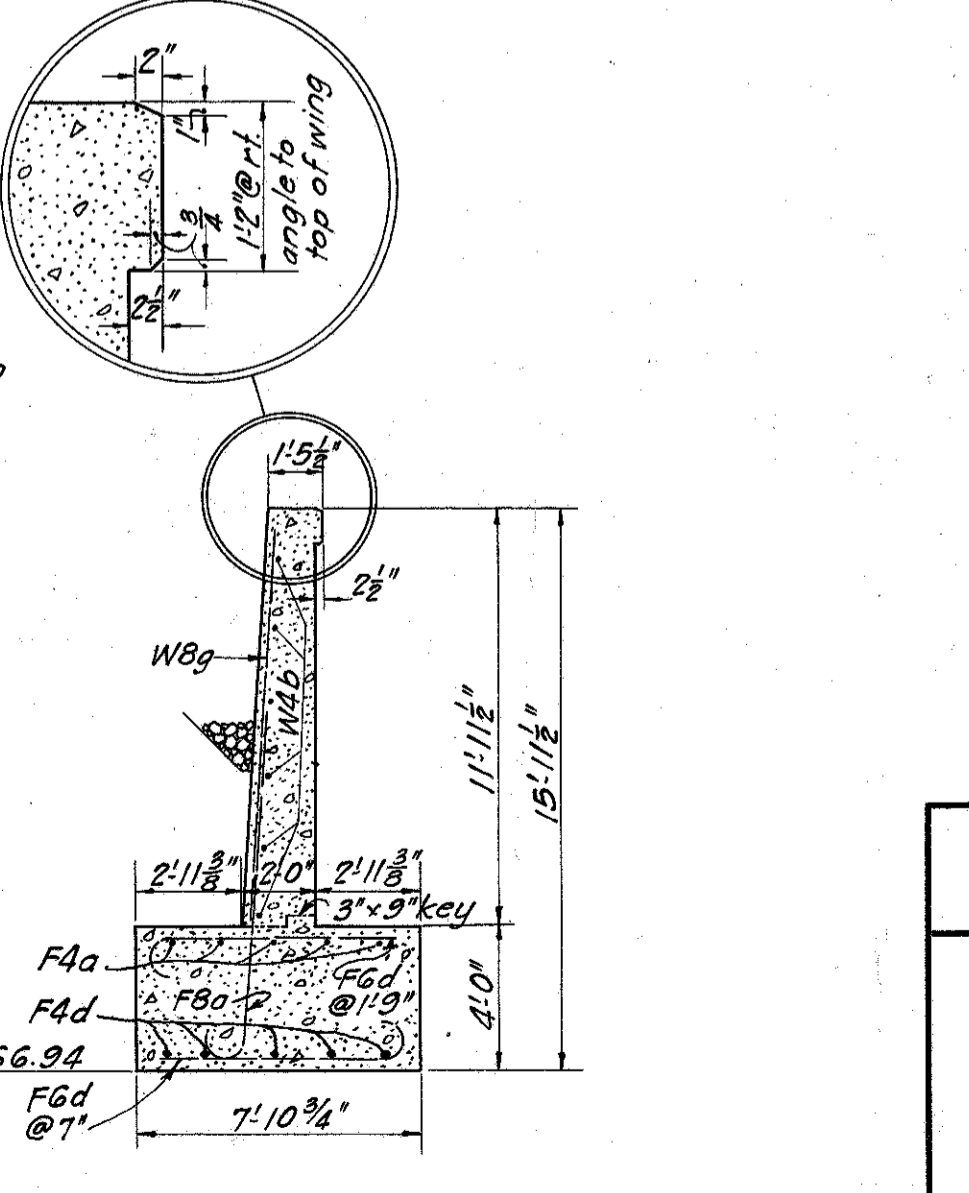 2"
1"
3/4
1'-2" @ rt.
angle to
top of wing
2 1/2"
1'-5 1/2"
2 1/2"
W8g
W4b
11'-11 1/2"
15'-11 1/2"
2'-11 3/8"
2'-0"
2'-11 3/8"
3" x 9" key
F4a
F8a
F6d
@ 1'-9"
4'-0"
F4d
6.94
F6d
@ 7"
7'-10 3/4"